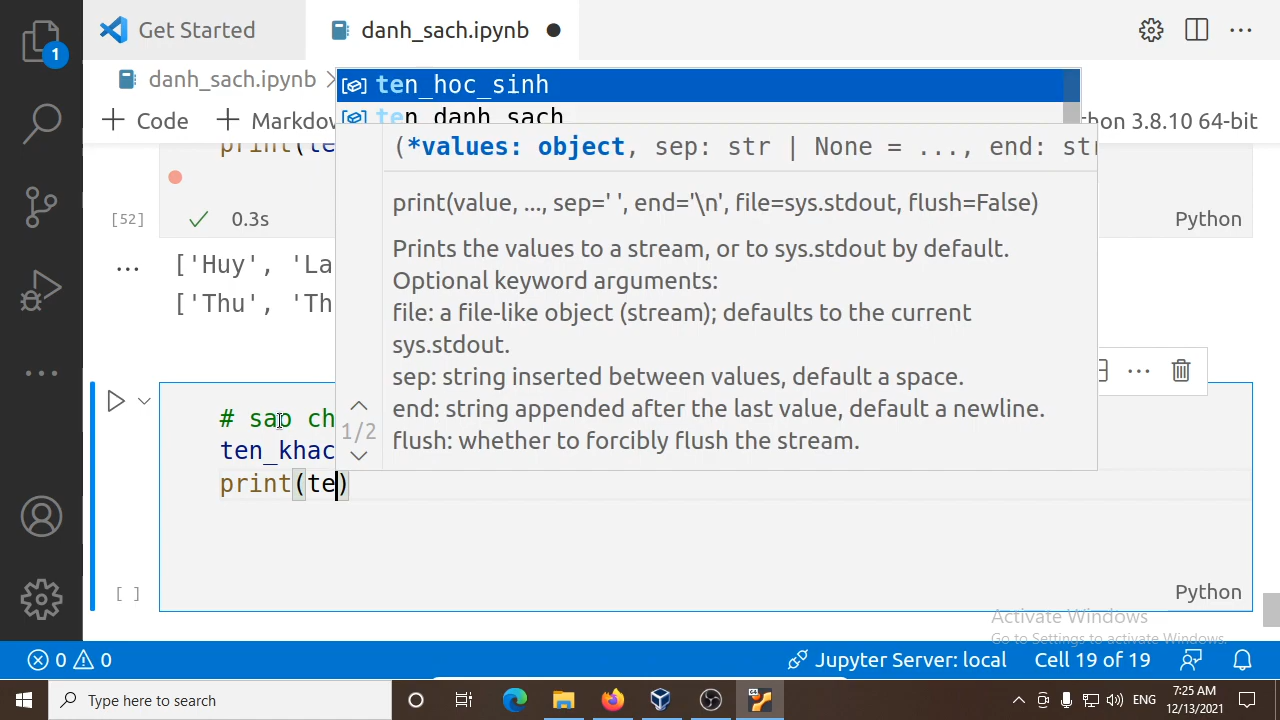 Get Started
danh_sach.ipynb
1
danh_sach.ipynb
ten_hoc_sinh
ten_danh_sach
+ Code + Markdow
hon 3.8.10 64-bit
print(te
(*values: object, sep: str | None = ..., end: str
print(value, ..., sep=' ', end='\n', file=sys.stdout, flush=False)
[52] 0.3s
Python
Prints the values to a stream, or to sys.stdout by default.
['Huy', 'La
Optional keyword arguments:
['Thu', 'Th
file: a file-like object (stream); defaults to the current
sys.stdout.
sep: string inserted between values, default a space.
end: string appended after the last value, default a newline.
1/2
flush: whether to forcibly flush the stream.
# sap ch
ten_khac
print(te)
[ ]
Python
Activate Windows
Go to Settings to activate Windows.
0 0
Jupyter Server: local
Cell 19 of 19
Type here to search
ENG
7:25 AM
12/13/2021